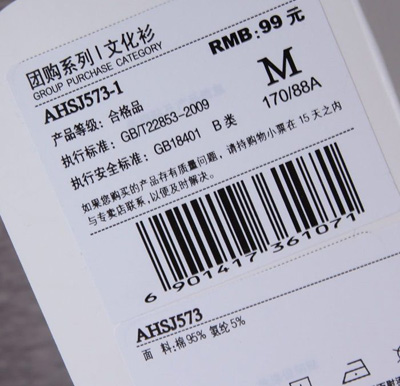 团购系列 | 文化衫
GROUP PURCHASE CATEGORY
RMB: 99 元
AHSJ573-1
M
170/88A
产品等级: 合格品
执行标准: GB/T22853-2009
执行安全标准: GB18401 B 类
如果您购买的产品存有质量问题, 请持购物小票在 15 天之内
与专卖店联系, 以便及时解决。
6 901417 361071
AHSJ573
面 料: 棉 95% 氨纶 5%